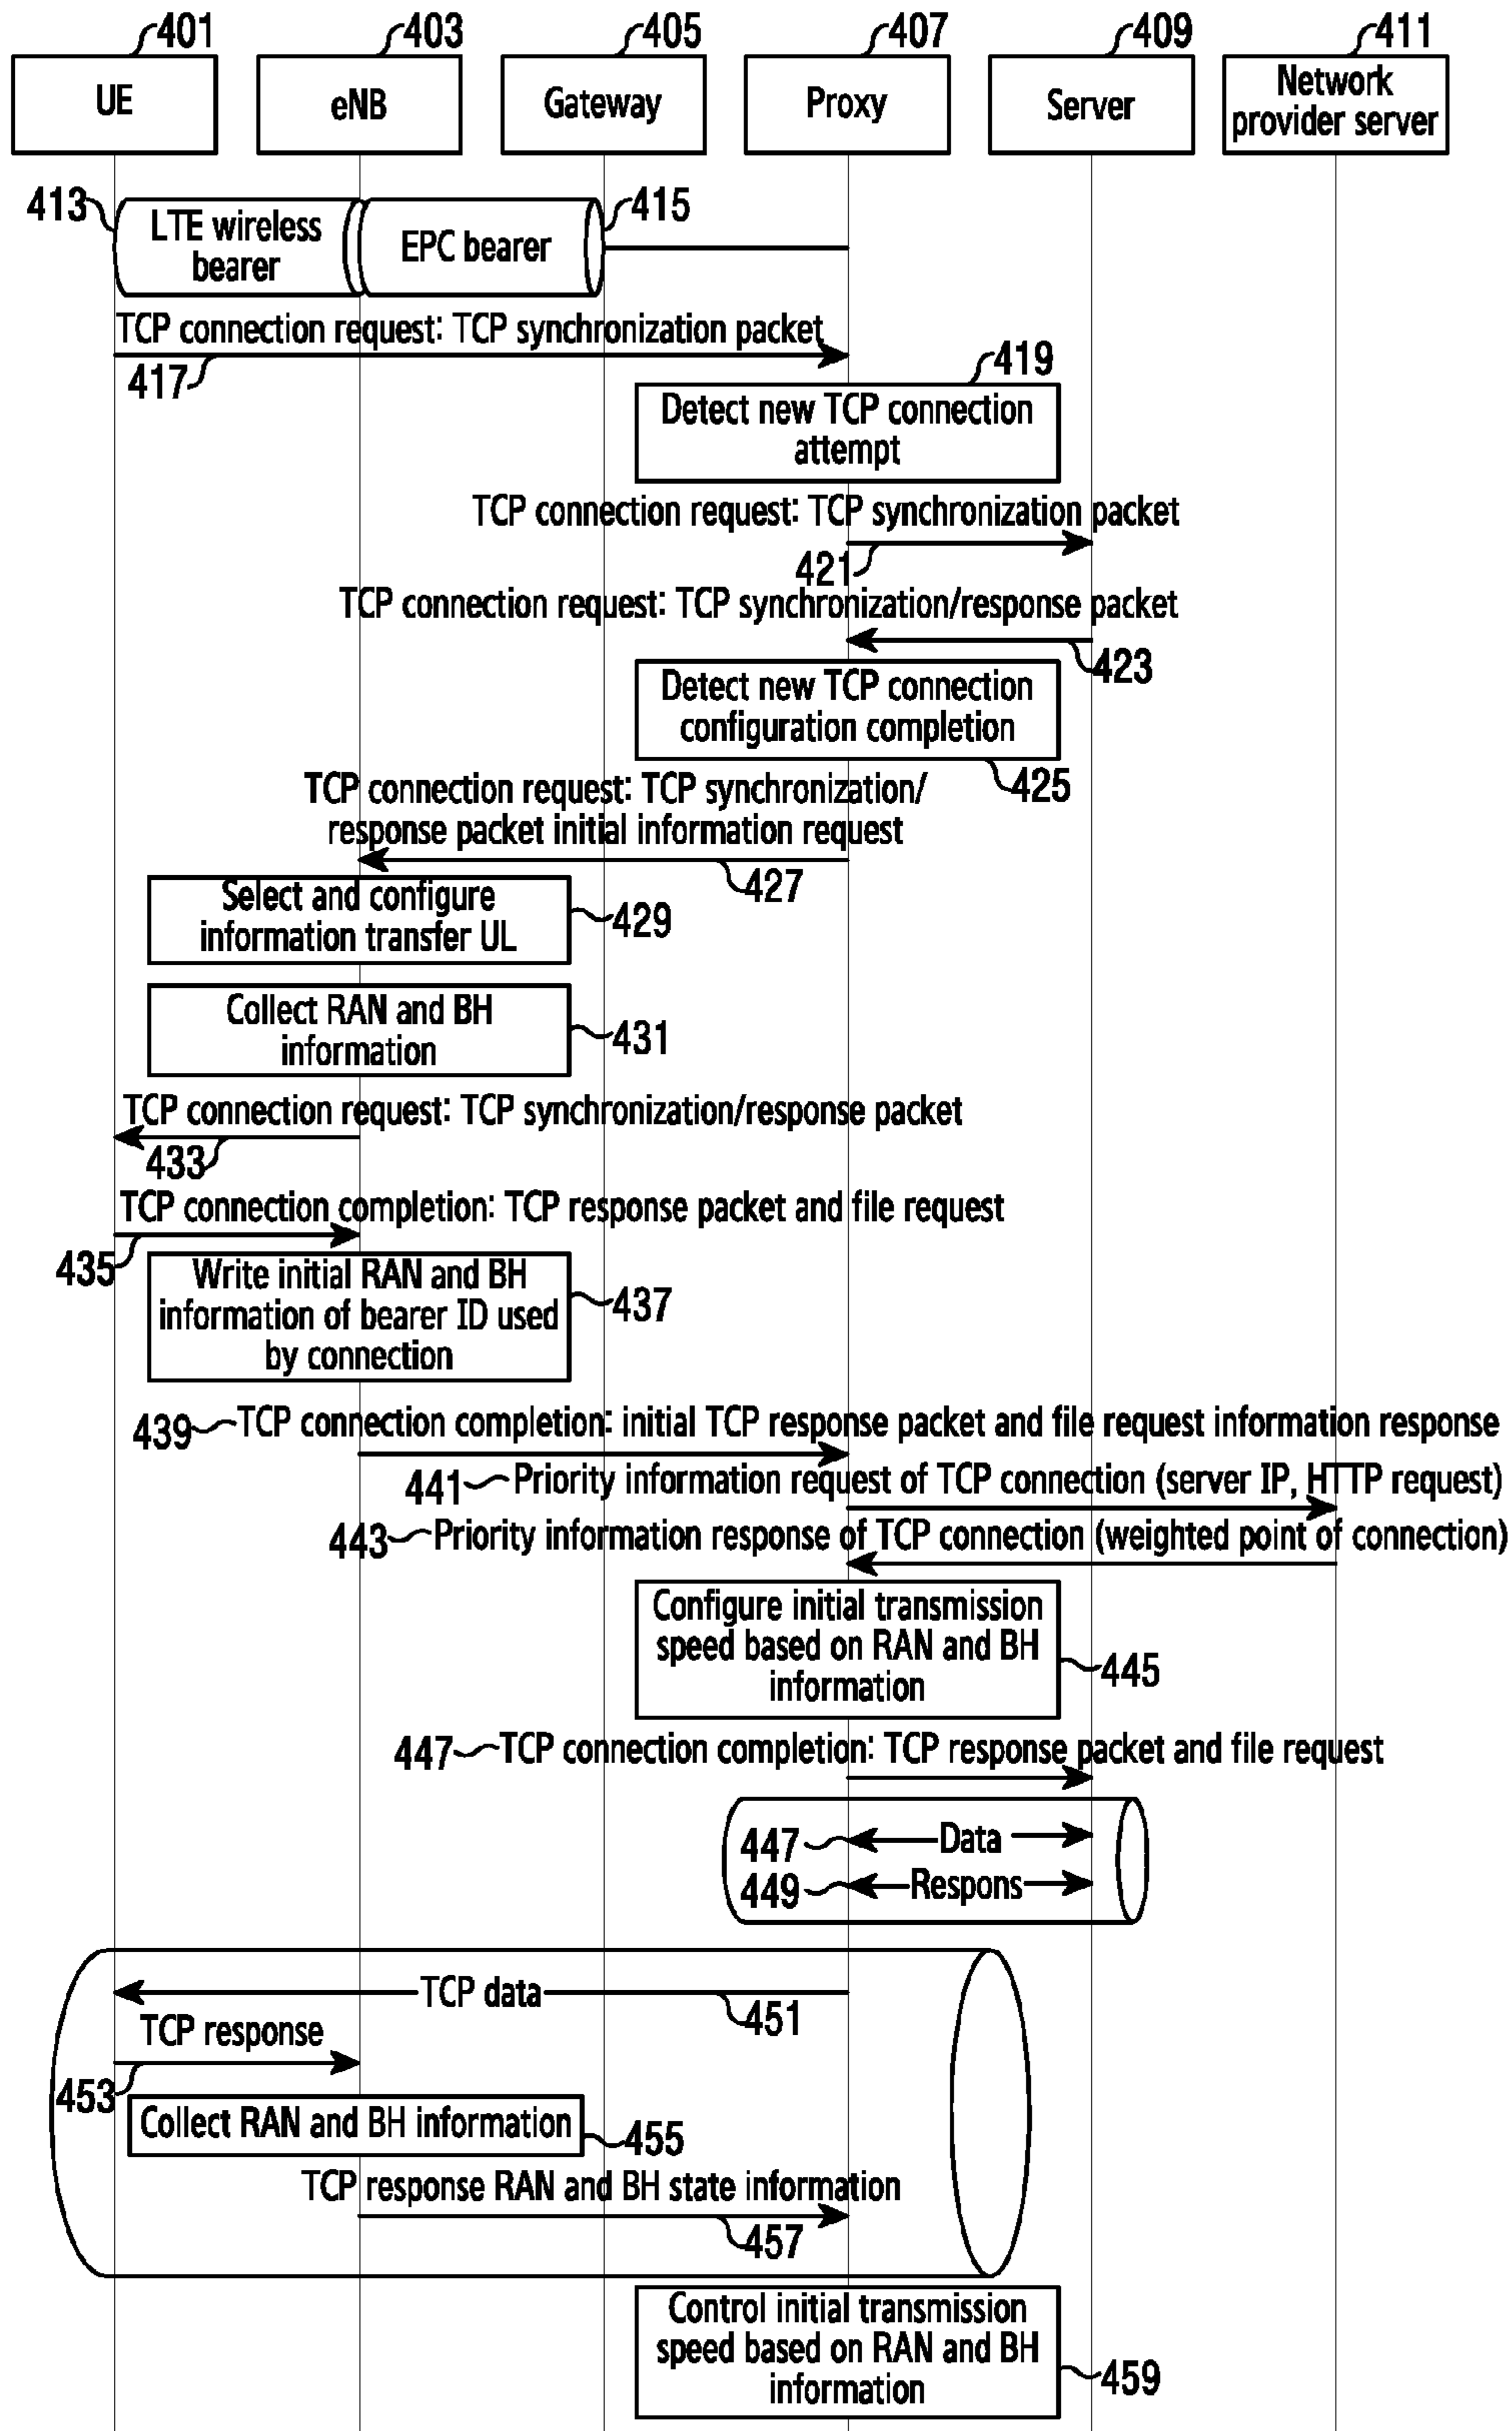 401
403
405
407
409
411
UE
eNB
Gateway
Proxy
Server
Network
provider server
413
LTE wireless
bearer
EPC bearer
415
TCP connection request: TCP synchronization packet
417
419
Detect new TCP connection
attempt
TCP connection request: TCP synchronization packet
421
TCP connection request: TCP synchronization/response packet
423
Detect new TCP connection
configuration completion
425
TCP connection request: TCP synchronization/
response packet initial information request
427
Select and configure
information transfer UL
429
Collect RAN and BH
information
431
TCP connection request: TCP synchronization/response packet
433
TCP connection completion: TCP response packet and file request
435
Write initial RAN and BH
information of bearer ID used
by connection
437
439 TCP connection completion: initial TCP response packet and file request information response
441 Priority information request of TCP connection (server IP, HTTP request)
443 Priority information response of TCP connection (weighted point of connection)
Configure initial transmission
speed based on RAN and BH
information
445
447 TCP connection completion: TCP response packet and file request
447 Data
449 Respons
TCP data
451
TCP response
453
Collect RAN and BH information
455
TCP response RAN and BH state information
457
Control initial transmission
speed based on RAN and BH
information
459